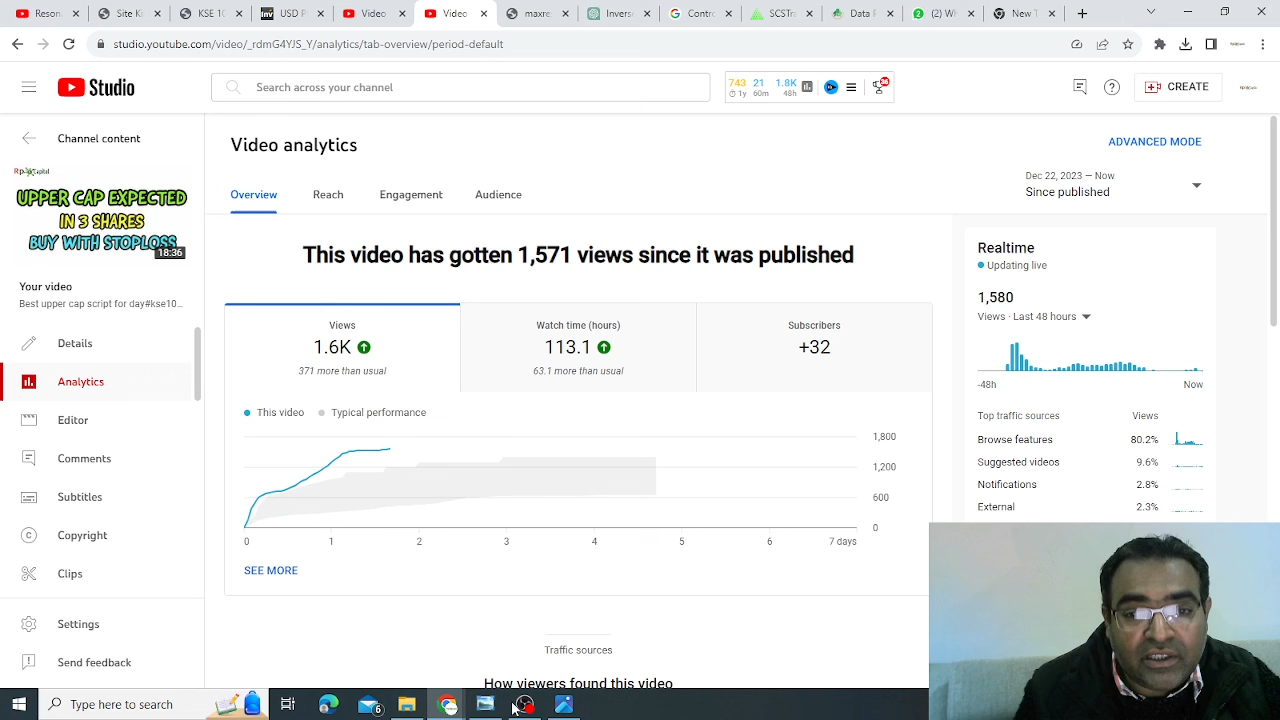 Reson
Site Ki
KSE 10
USD P
Video
Video
maxre
Invers
Contr
SCSTra
Data P
(2) Wh
New T
studio.youtube.com/video/_rdmG4YJS_Y/analytics/tab-overview/period-default
Studio
Search across your channel
743 21 1.8K
1y 60m 48h
36
CREATE
Channel content
UPPER CAP EXPECTED
IN 3 SHARES
BUY WITH STOPLOSS
18:36
Your video
Best upper cap script for day#kse10...
Details
Analytics
Editor
Comments
Subtitles
Copyright
Clips
Settings
Send feedback
Video analytics
ADVANCED MODE
Overview
Reach
Engagement
Audience
Dec 22, 2023 — Now
Since published
This video has gotten 1,571 views since it was published
Views
1.6K
371 more than usual
Watch time (hours)
113.1
63.1 more than usual
Subscribers
+32
This video
Typical performance
1,800
1,200
600
0
0 1 2 3 4 5 6 7 days
SEE MORE
Traffic sources
How viewers found this video
Realtime
Updating live
1,580
Views · Last 48 hours
-48h Now
Top traffic sources Views
Browse features 80.2%
Suggested videos 9.6%
Notifications 2.8%
External 2.3%
Type here to search
6